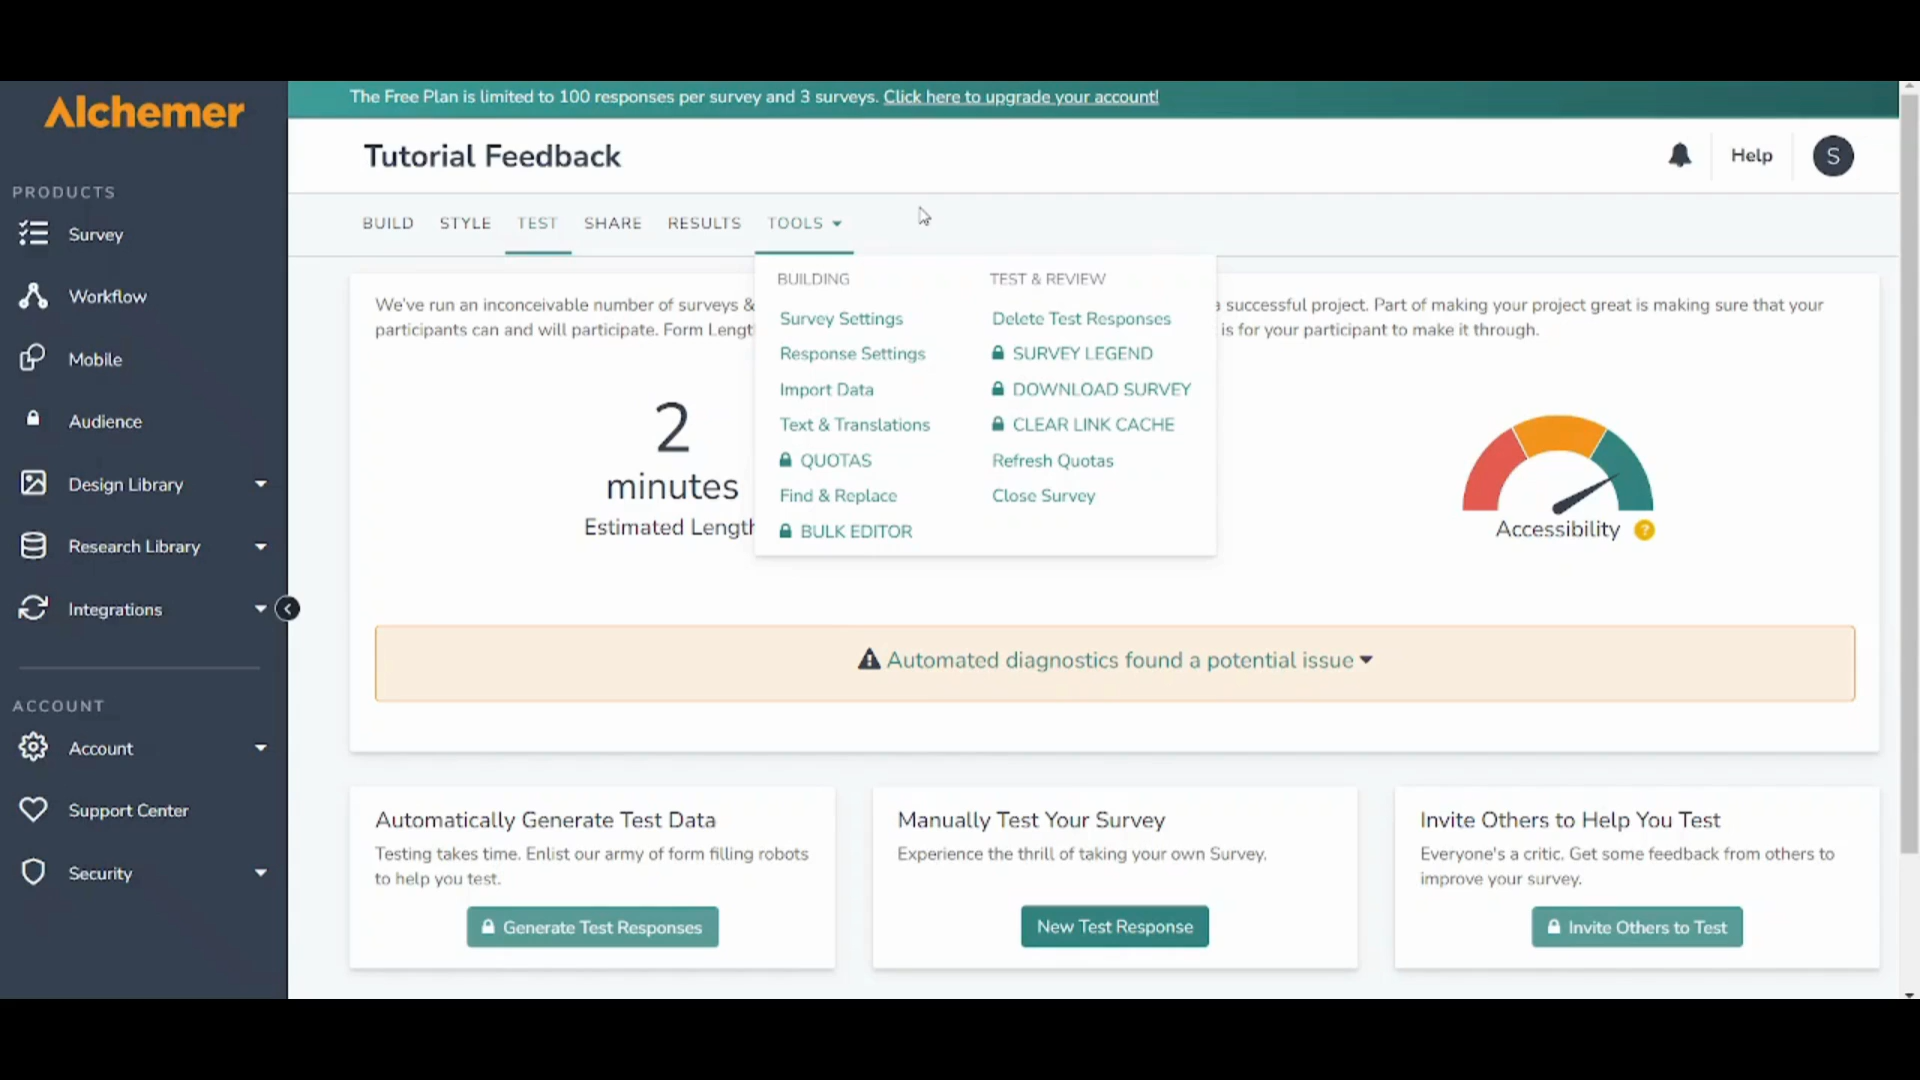 Alchemer
The Free Plan is limited to 100 responses per survey and 3 surveys. Click here to upgrade your account!
Tutorial Feedback
Help
S
PRODUCTS
Survey
Workflow
Mobile
Audience
Design Library
Research Library
Integrations
ACCOUNT
Account
Support Center
Security
BUILD STYLE TEST SHARE RESULTS TOOLS
BUILDING
Survey Settings
Response Settings
Import Data
Text & Translations
QUOTAS
Find & Replace
BULK EDITOR
TEST & REVIEW
Delete Test Responses
SURVEY LEGEND
DOWNLOAD SURVEY
CLEAR LINK CACHE
Refresh Quotas
Close Survey
We've run an inconceivable number of surveys & a successful project. Part of making your project great is making sure that your
participants can and will participate. Form Lengt is for your participant to make it through.
2
minutes
Estimated Length
Accessibility ?
Automated diagnostics found a potential issue
Automatically Generate Test Data
Testing takes time. Enlist our army of form filling robots
to help you test.
Generate Test Responses
Manually Test Your Survey
Experience the thrill of taking your own Survey.
New Test Response
Invite Others to Help You Test
Everyone's a critic. Get some feedback from others to
improve your survey.
Invite Others to Test